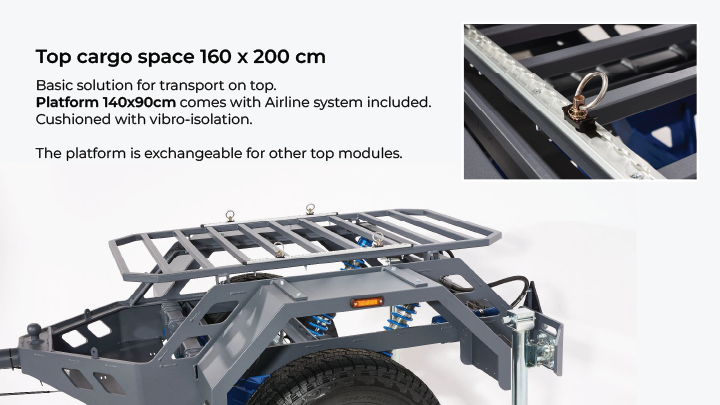 Top cargo space 160 x 200 cm
Basic solution for transport on top.
Platform 140x90cm comes with Airline system included.
Cushioned with vibro-isolation.
The platform is exchangeable for other top modules.